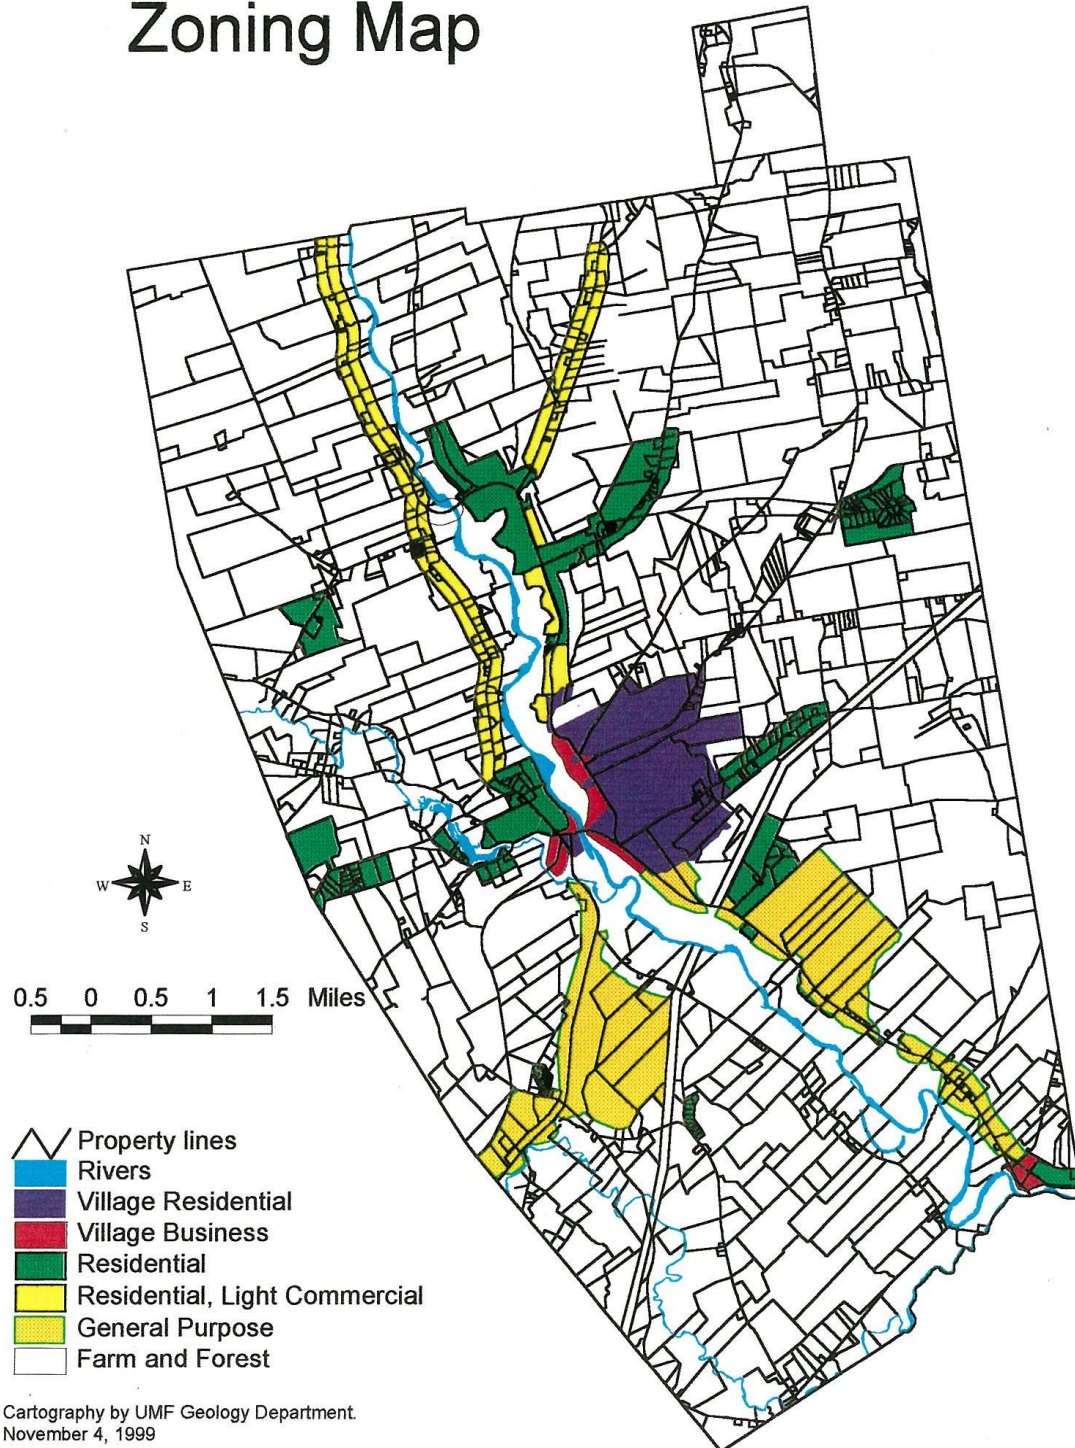 Zoning Map
N
W E
S
0.5 0 0.5 1 1.5 Miles
Property lines
Rivers
Village Residential
Village Business
Residential
Residential, Light Commercial
General Purpose
Farm and Forest
Cartography by UMF Geology Department.
November 4, 1999